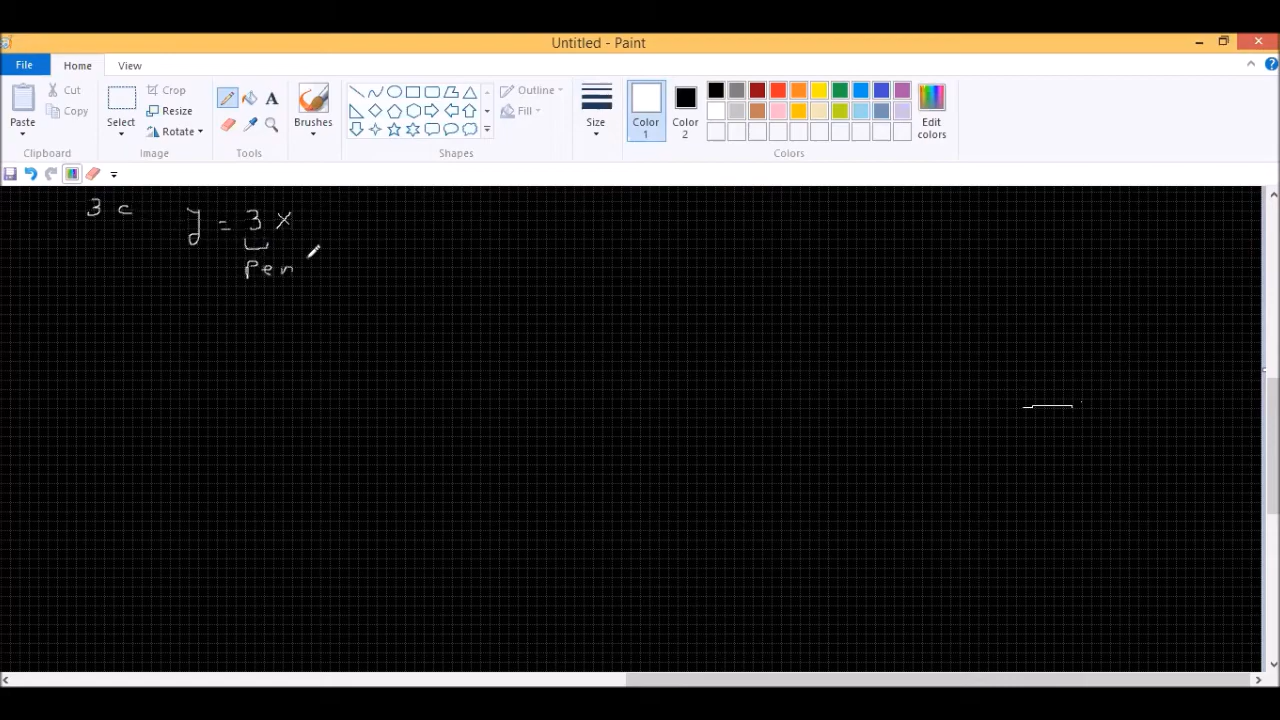 Untitled - Paint
File Home View
Paste
Cut
Copy
Clipboard
Select
Crop
Resize
Rotate
Image
A
Tools
Brushes
Outline
Fill
Shapes
Size
Color 1
Color 2
Edit colors
Colors
3 c y = 3 x
Pen